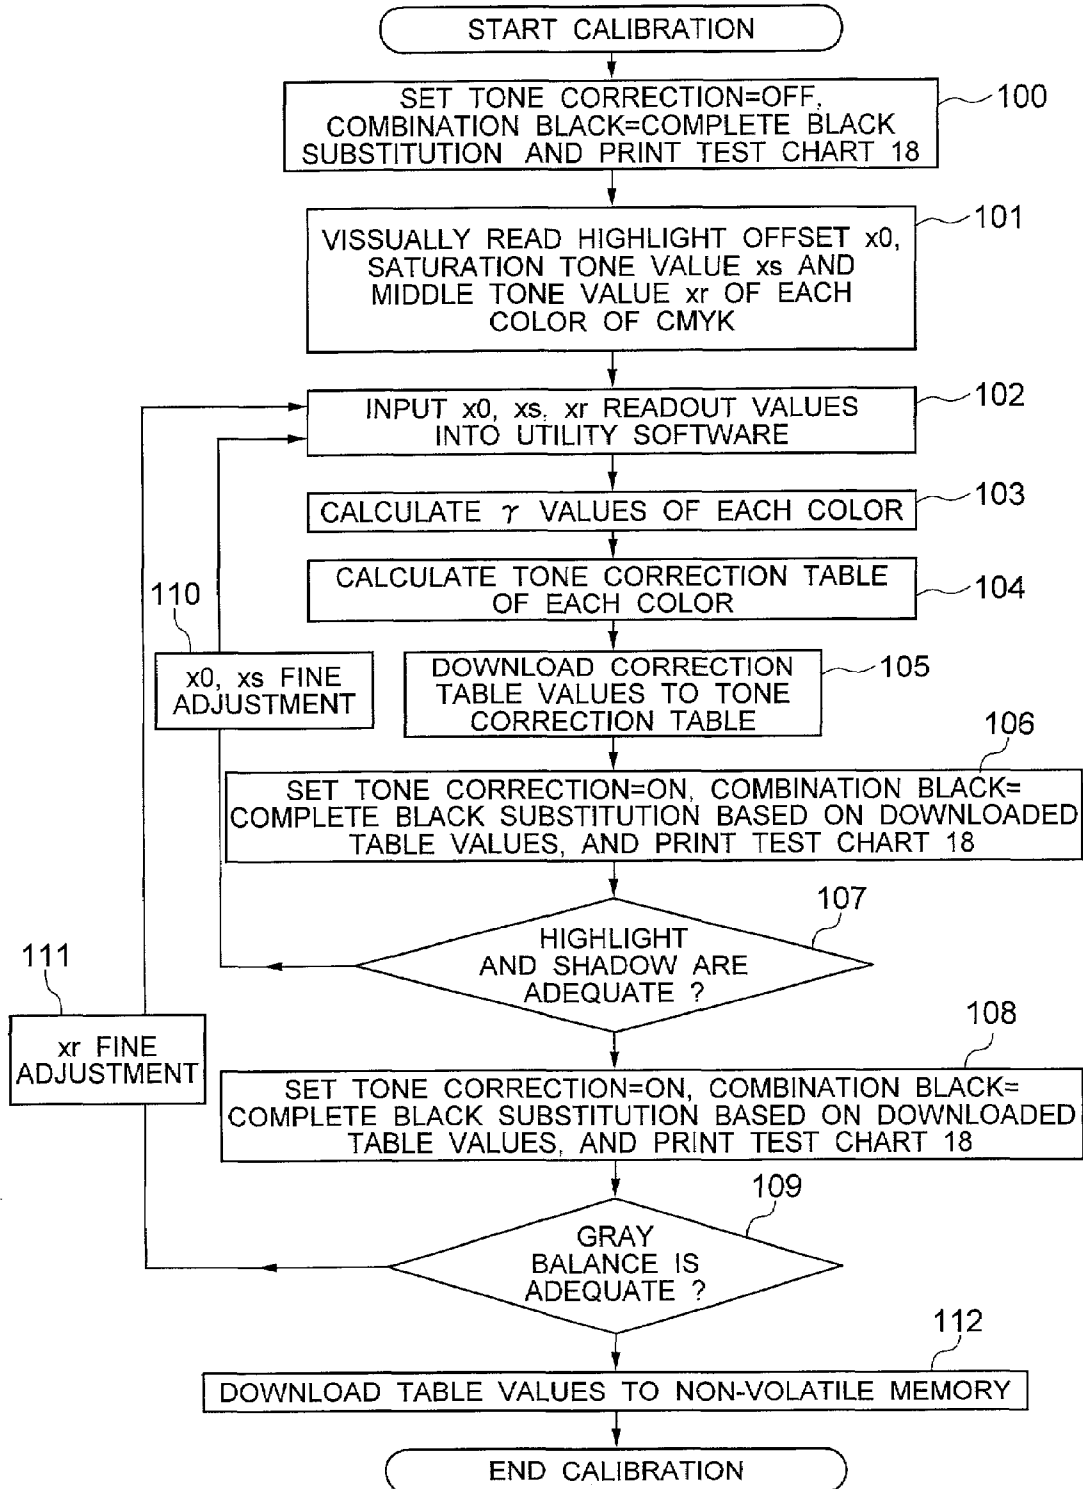 START CALIBRATION
SET TONE CORRECTION=OFF,
COMBINATION BLACK=COMPLETE BLACK
SUBSTITUTION AND PRINT TEST CHART 18
100
VISSUALLY READ HIGHLIGHT OFFSET x0,
SATURATION TONE VALUE xs AND
MIDDLE TONE VALUE xr OF EACH
COLOR OF CMYK
101
INPUT x0, xs, xr READOUT VALUES
INTO UTILITY SOFTWARE
102
CALCULATE γ VALUES OF EACH COLOR
103
CALCULATE TONE CORRECTION TABLE
OF EACH COLOR
104
110
x0, xs FINE
ADJUSTMENT
DOWNLOAD CORRECTION
TABLE VALUES TO TONE
CORRECTION TABLE
105
106
SET TONE CORRECTION=ON, COMBINATION BLACK=
COMPLETE BLACK SUBSTITUTION BASED ON DOWNLOADED
TABLE VALUES, AND PRINT TEST CHART 18
107
HIGHLIGHT
AND SHADOW ARE
ADEQUATE ?
111
xr FINE
ADJUSTMENT
108
SET TONE CORRECTION=ON, COMBINATION BLACK=
COMPLETE BLACK SUBSTITUTION BASED ON DOWNLOADED
TABLE VALUES, AND PRINT TEST CHART 18
109
GRAY
BALANCE IS
ADEQUATE ?
112
DOWNLOAD TABLE VALUES TO NON-VOLATILE MEMORY
END CALIBRATION